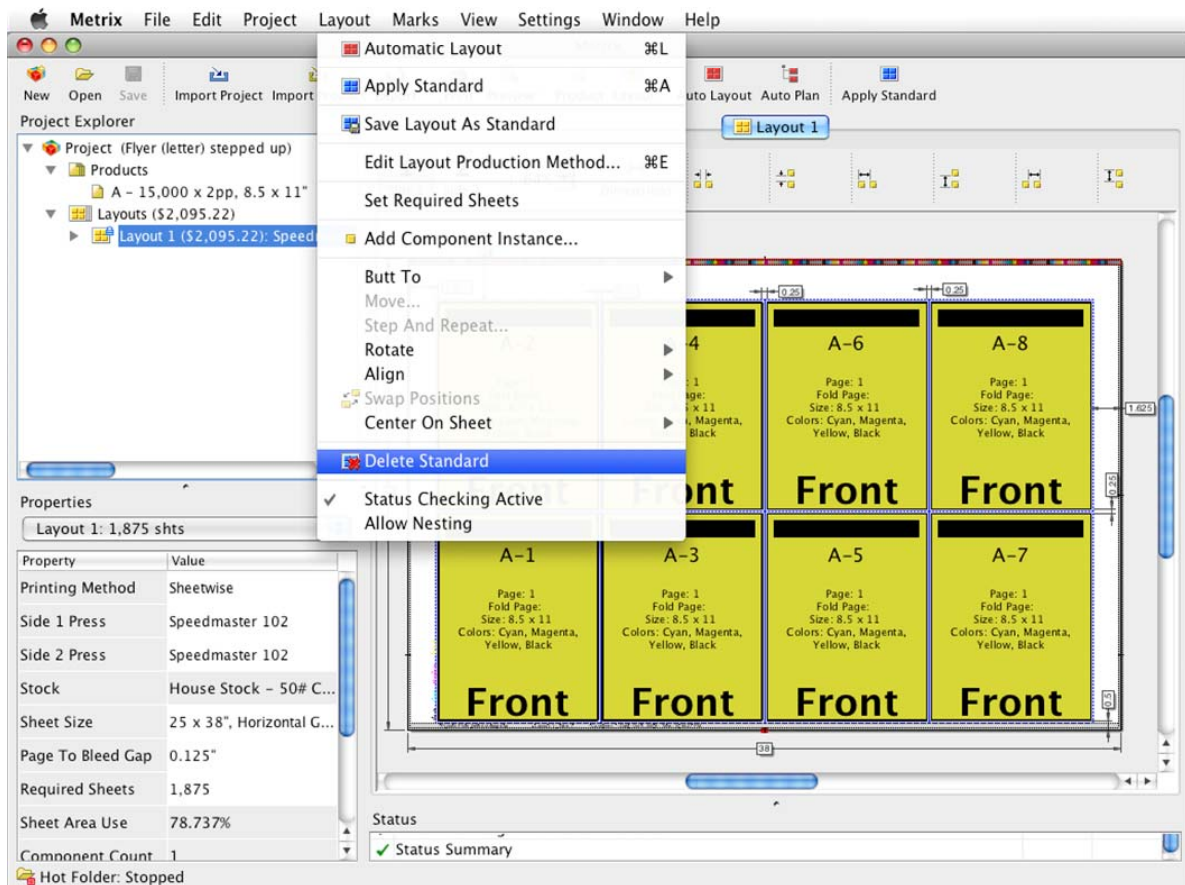 Metrix File Edit Project Layout Marks View Settings Window Help
New Open Save Import Project Import
Auto Layout Auto Plan Apply Standard
Project Explorer
Project (Flyer (letter) stepped up)
Products
A – 15,000 x 2pp, 8.5 x 11"
Layouts ($2,095.22)
Layout 1 ($2,095.22): Speed
Automatic Layout ⌘L
Apply Standard ⌘A
Save Layout As Standard
Edit Layout Production Method... ⌘E
Set Required Sheets
Add Component Instance...
Butt To
Move...
Step And Repeat...
Rotate
Align
Swap Positions
Center On Sheet
Delete Standard
Status Checking Active
Allow Nesting
Layout 1
0.25 0.25
A-2 -4 A-6 A-8
Page: 1 Page: 1
Fold Page: Fold Page:
Size: 8.5 x 11 Size: 8.5 x 11
Colors: Cyan, Magenta, Colors: Cyan, Magenta,
Black Yellow, Black Yellow, Black
1.625
Front Front Front Front
0.25
A-1 A-3 A-5 A-7
Page: 1 Page: 1 Page: 1 Page: 1
Fold Page: Fold Page: Fold Page: Fold Page:
Size: 8.5 x 11 Size: 8.5 x 11 Size: 8.5 x 11 Size: 8.5 x 11
Colors: Cyan, Magenta, Colors: Cyan, Magenta, Colors: Cyan, Magenta, Colors: Cyan, Magenta,
Yellow, Black Yellow, Black Yellow, Black Yellow, Black
Front Front Front Front
0.5
38
Properties
Layout 1: 1,875 shts
Property Value
Printing Method Sheetwise
Side 1 Press Speedmaster 102
Side 2 Press Speedmaster 102
Stock House Stock – 50# C...
Sheet Size 25 x 38", Horizontal G...
Page To Bleed Gap 0.125"
Required Sheets 1,875
Sheet Area Use 78.737%
Component Count 1
Status
Status Summary
Hot Folder: Stopped